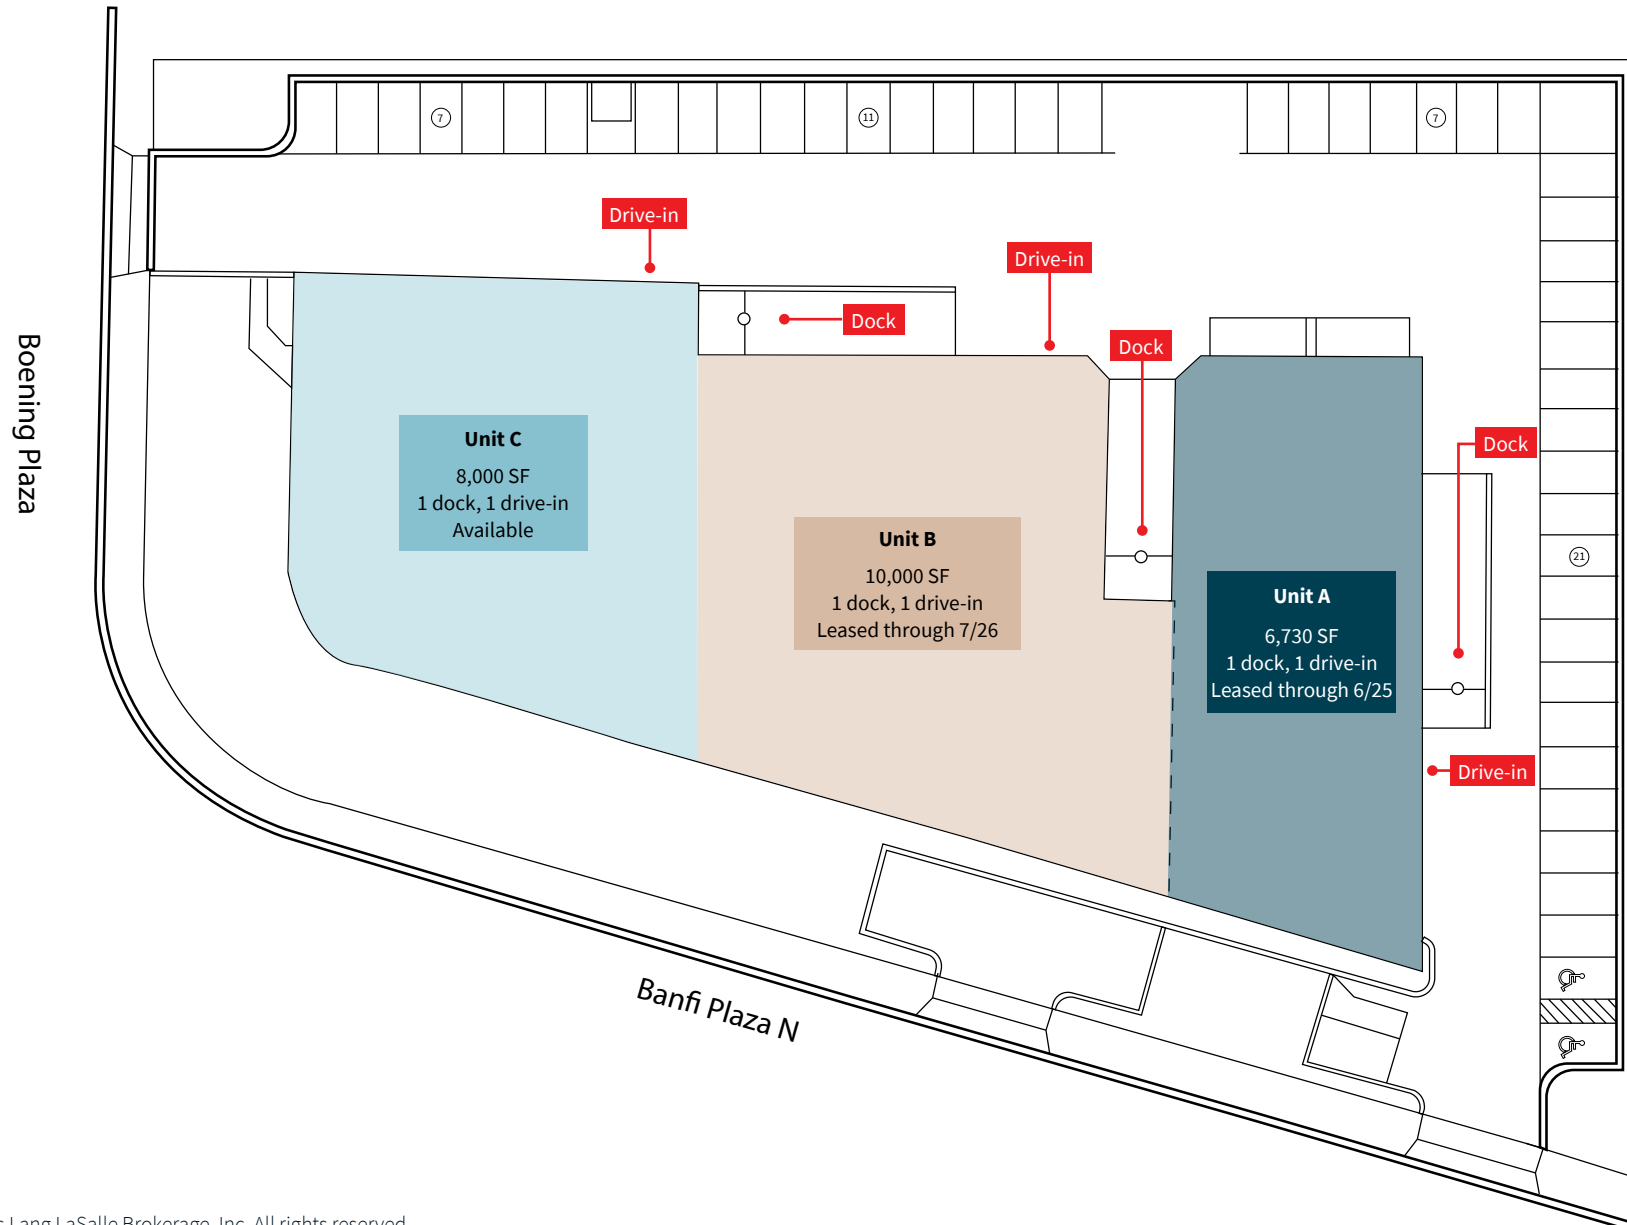 7
11
7
Drive-in
Drive-in
Dock
Dock
Dock
Boening Plaza
Unit C
8,000 SF
1 dock, 1 drive-in
Available
Unit B
10,000 SF
1 dock, 1 drive-in
Leased through 7/26
Unit A
6,730 SF
1 dock, 1 drive-in
Leased through 6/25
21
Drive-in
Banfi Plaza N
Lang LaSalle Brokerage, Inc. All rights reserved